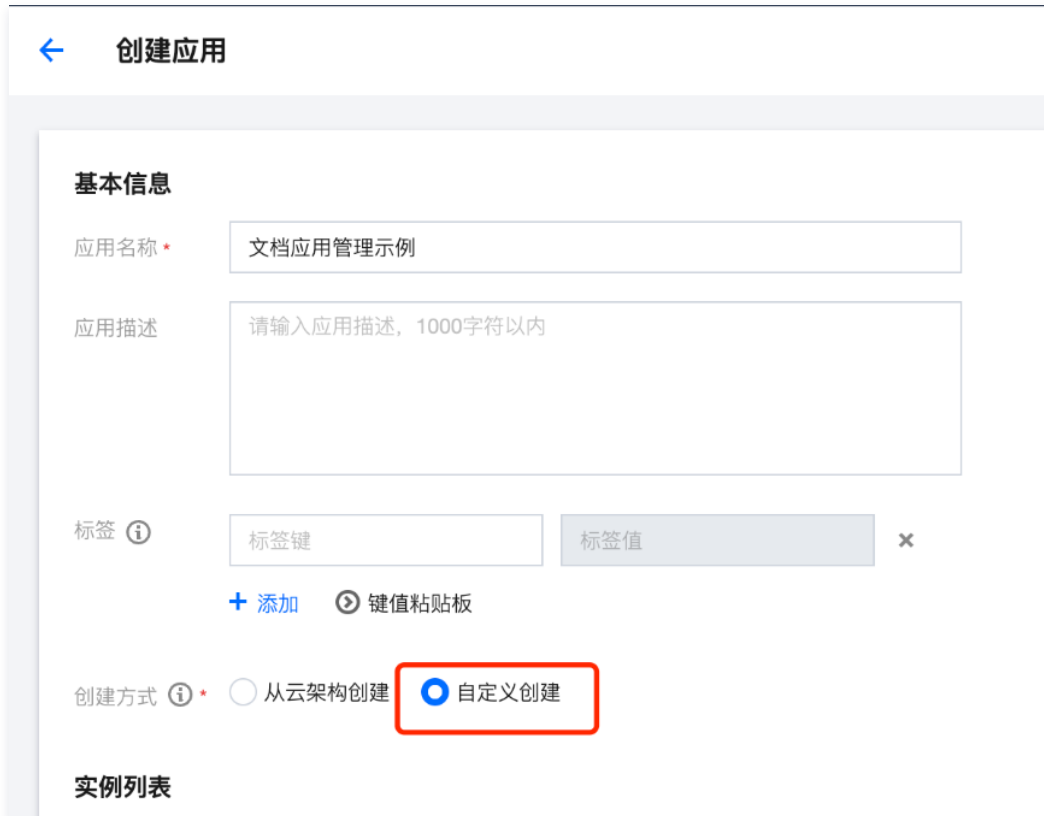 创建应用
基本信息
应用名称 * 文档应用管理示例
应用描述 请输入应用描述，1000字符以内
标签 标签键 标签值
+ 添加 键值粘贴板
创建方式 * 从云架构创建 自定义创建
实例列表